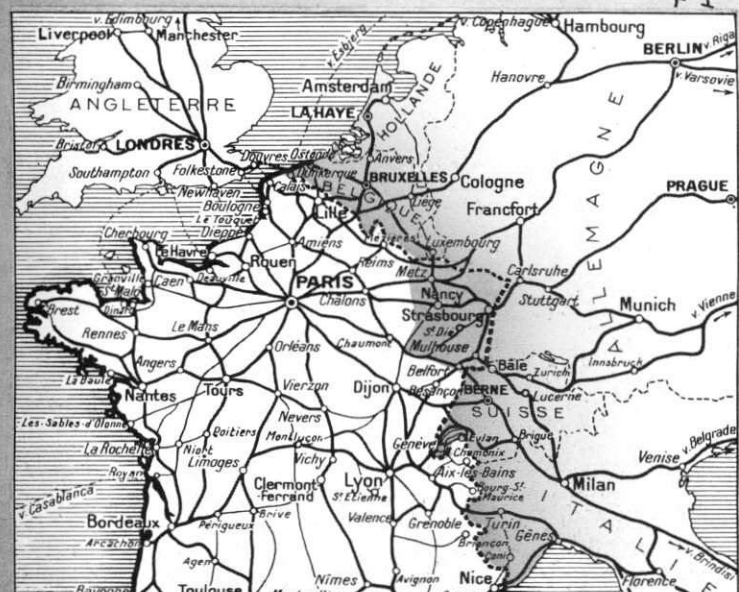 v. Edimbourg
Liverpool
Manchester
v. Esbjerg
v. Copenhague
Hambourg
BERLIN
v. Riga
v. Varsovie
Birmingham
ANGLETERRE
Amsterdam
Hanovre
LA HAYE
HOLLANDE
Bristol
LONDRES
Douvres
Ostende
Anvers
Southampton
Folkestone
Dunkerque
BRUXELLES
Cologne
ALLEMAGNE
PRAGUE
Newhaven
Calais
BELGIQUE
Boulogne
Lille
Liège
Francfort
Le Touquet
Dieppe
Cherbourg
Le Havre
Amiens
Mézières
Luxembourg
Rouen
Reims
Metz
Carlsruhe
Granville
Caen
Deauville
PARIS
St Malo
Châlons
Nancy
Stuttgart
Dinard
Brest
Strasbourg
Munich
v. Vienne
Rennes
Le Mans
St Dié
Chaumont
Mulhouse
Orléans
Angers
Belfort
Bâle
Innsbruck
La Baule
Zurich
Nantes
Tours
Vierzon
Dijon
Besançon
BERNE
Lucerne
Les-Sables-d'Olonne
Nevers
SUISSE
Poitiers
Montluçon
Genève
Evian
Brigue
v. Belgrade
La Rochelle
Niort
Limoges
Vichy
Chamonix
Venise
Royan
Clermont
-Ferrand
Lyon
Aix-les-Bains
Milan
v. Casablanca
St Etienne
Bourg-St-
Maurice
ITALIE
Bordeaux
Périgueux
Brive
Valence
Grenoble
Turin
Arcachon
Briançon
Gênes
v. Brindisi
Agen
Coni
Toulouse
Nîmes
Avignon
Nice
Florence